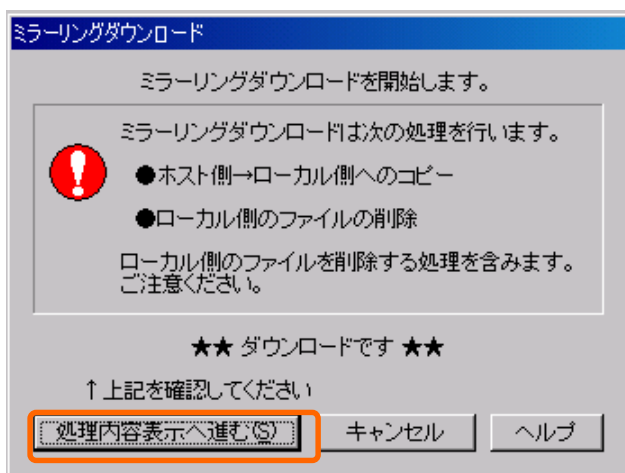 ミラーリングダウンロード
ミラーリングダウンロードを開始します。
ミラーリングダウンロードは次の処理を行います。
●ホスト側→ローカル側へのコピー
●ローカル側のファイルの削除
ローカル側のファイルを削除する処理を含みます。
ご注意ください。
★★ ダウンロードです ★★
↑上記を確認してください
処理内容表示へ進む(S) キャンセル ヘルプ